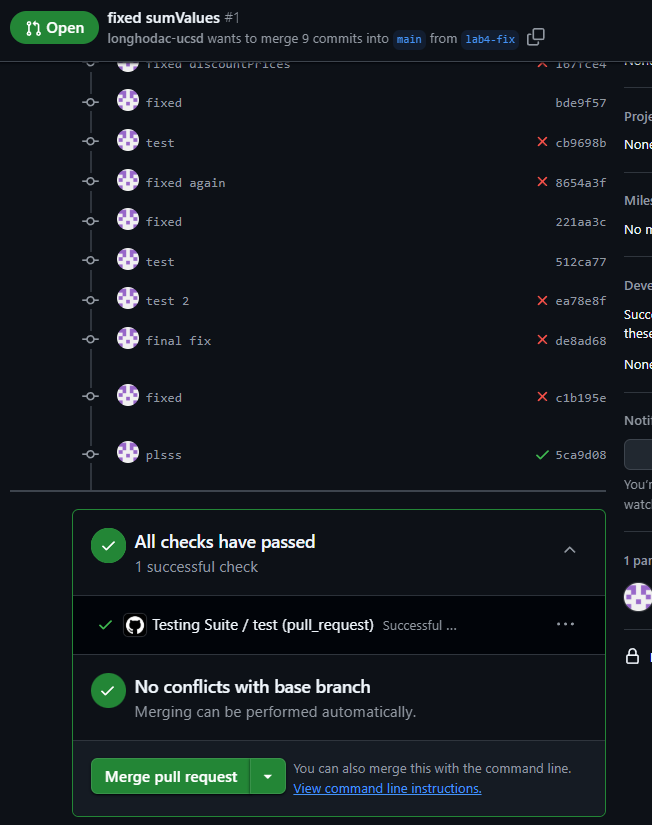 Open
fixed sumValues #1
longhodac-ucsd wants to merge 9 commits into main from lab4-fix
fixed discountPrices 167fce4
fixed bde9f57
test cb9698b
fixed again 8654a3f
fixed 221aa3c
test 512ca77
test 2 ea78e8f
final fix de8ad68
fixed c1b195e
plsss 5ca9d08
All checks have passed
1 successful check
Testing Suite / test (pull_request) Successful ...
No conflicts with base branch
Merging can be performed automatically.
Merge pull request
You can also merge this with the command line.
View command line instructions.
None
Proje
None
Miles
No m
Deve
Succ
these
None
Notif
You'r
watc
1 par